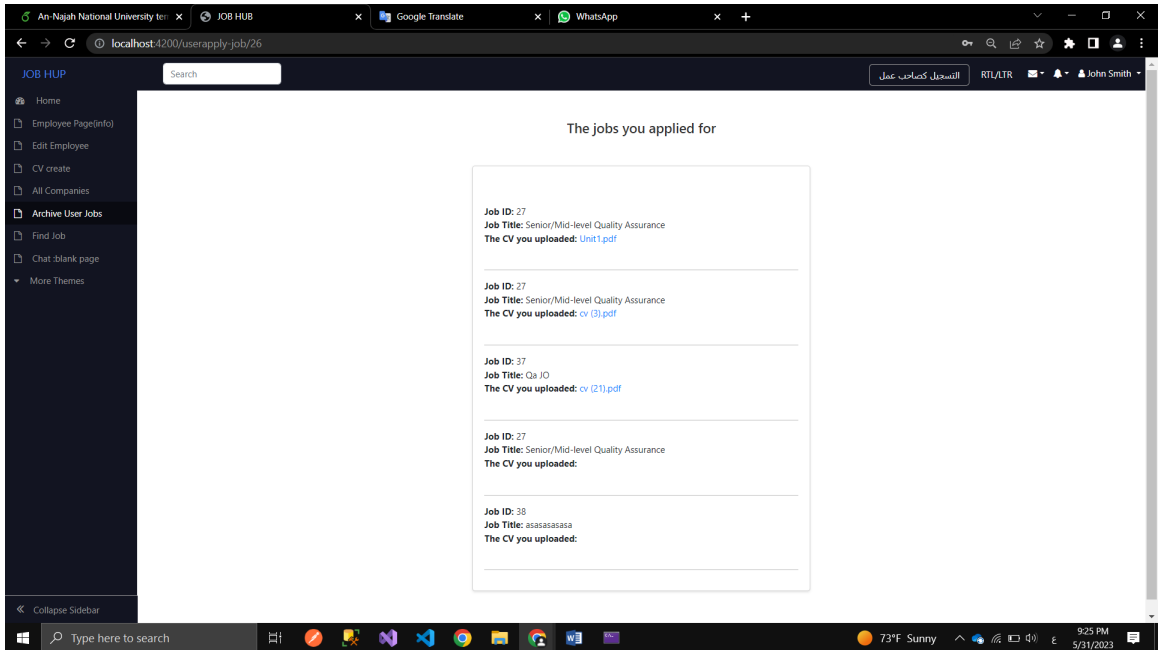 An-Najah National University ten
JOB HUB
Google Translate
WhatsApp
localhost:4200/userapply-job/26
JOB HUP
Search
التسجيل كصاحب عمل
RTL/LTR
John Smith
Home
Employee Page(info)
Edit Employee
CV create
All Companies
Archive User Jobs
Find Job
Chat :blank page
More Themes
Collapse Sidebar
The jobs you applied for
Job ID: 27
Job Title: Senior/Mid-level Quality Assurance
The CV you uploaded: Unit1.pdf
Job ID: 27
Job Title: Senior/Mid-level Quality Assurance
The CV you uploaded: cv (3).pdf
Job ID: 37
Job Title: Qa JO
The CV you uploaded: cv (21).pdf
Job ID: 27
Job Title: Senior/Mid-level Quality Assurance
The CV you uploaded:
Job ID: 38
Job Title: asasasasasa
The CV you uploaded:
Type here to search
73°F Sunny
ع
9:25 PM
5/31/2023